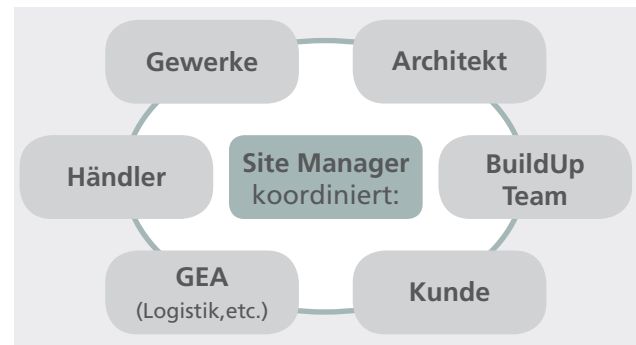 Gewerke
Architekt
Händler
Site Manager
koordiniert:
BuildUp
Team
GEA
(Logistik,etc.)
Kunde